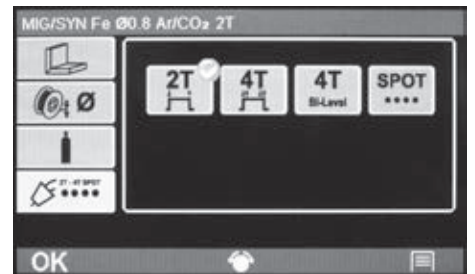 MIG/SYN Fe Ø0.8 Ar/CO₂ 2T
2T
4T
4T
Bi-Level
SPOT
Ø
2T - 4T SPOT
OK